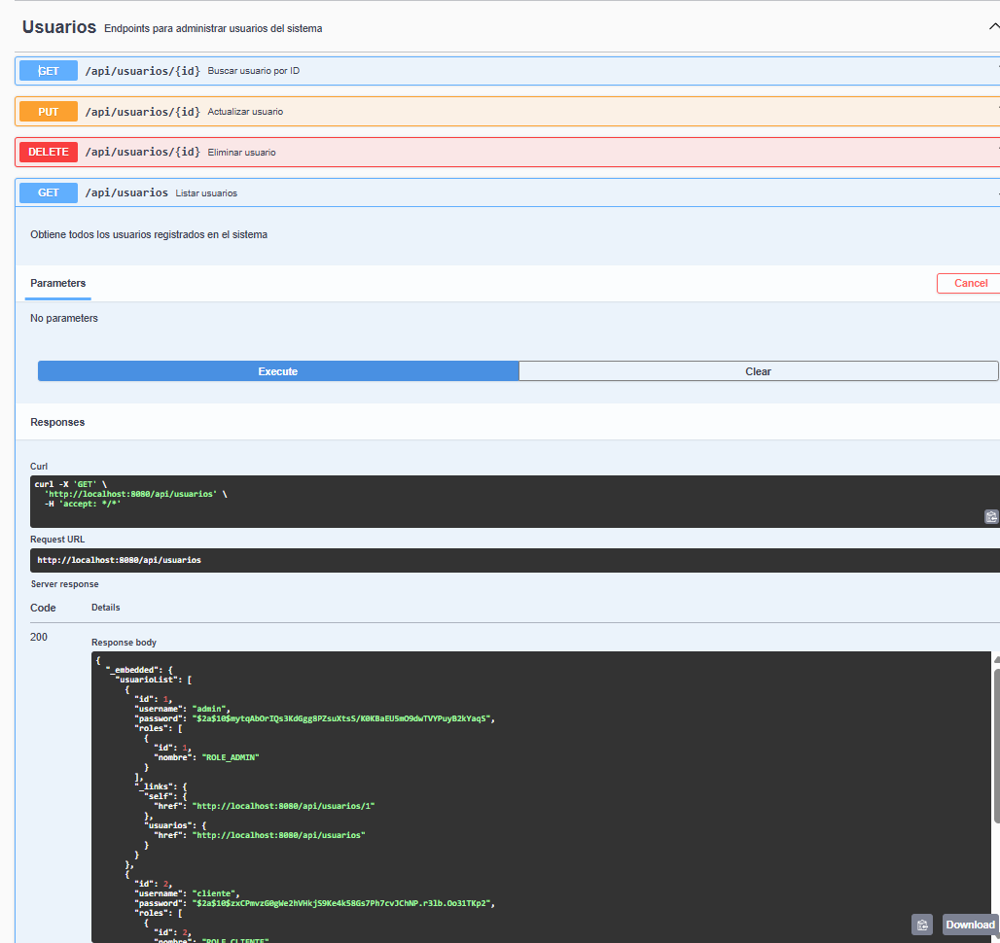 Usuarios Endpoints para administrar usuarios del sistema
GET /api/usuarios/{id} Buscar usuario por ID
PUT /api/usuarios/{id} Actualizar usuario
DELETE /api/usuarios/{id} Eliminar usuario
GET /api/usuarios Listar usuarios
Obtiene todos los usuarios registrados en el sistema
Parameters Cancel
No parameters
Execute Clear
Responses
Curl
curl -X 'GET' \
'http://localhost:8080/api/usuarios' \
-H 'accept: */*'
Request URL
http://localhost:8080/api/usuarios
Server response
Code Details
200
Response body
{
"_embedded": {
"usuarioList": [
{
"id": 1,
"username": "admin",
"password": "$2a$10$mytqAbOrIQs3KdGgg8PZsuXtsS/K0KBaEU5mO9dwTVYPuyB2kYaqS",
"roles": [
{
"id": 1,
"nombre": "ROLE_ADMIN"
}
],
"_links": {
"self": {
"href": "http://localhost:8080/api/usuarios/1"
},
"usuarios": {
"href": "http://localhost:8080/api/usuarios"
}
}
},
{
"id": 2,
"username": "cliente",
"password": "$2a$10$zxCPmvzG0gWe2hVHkjS9Ke4k58Gs7Ph7cvJChNP.r3lb.Oo31TKp2",
"roles": [
{
"id": 2,
"nombre": "ROLE_CLIENTE"
Download